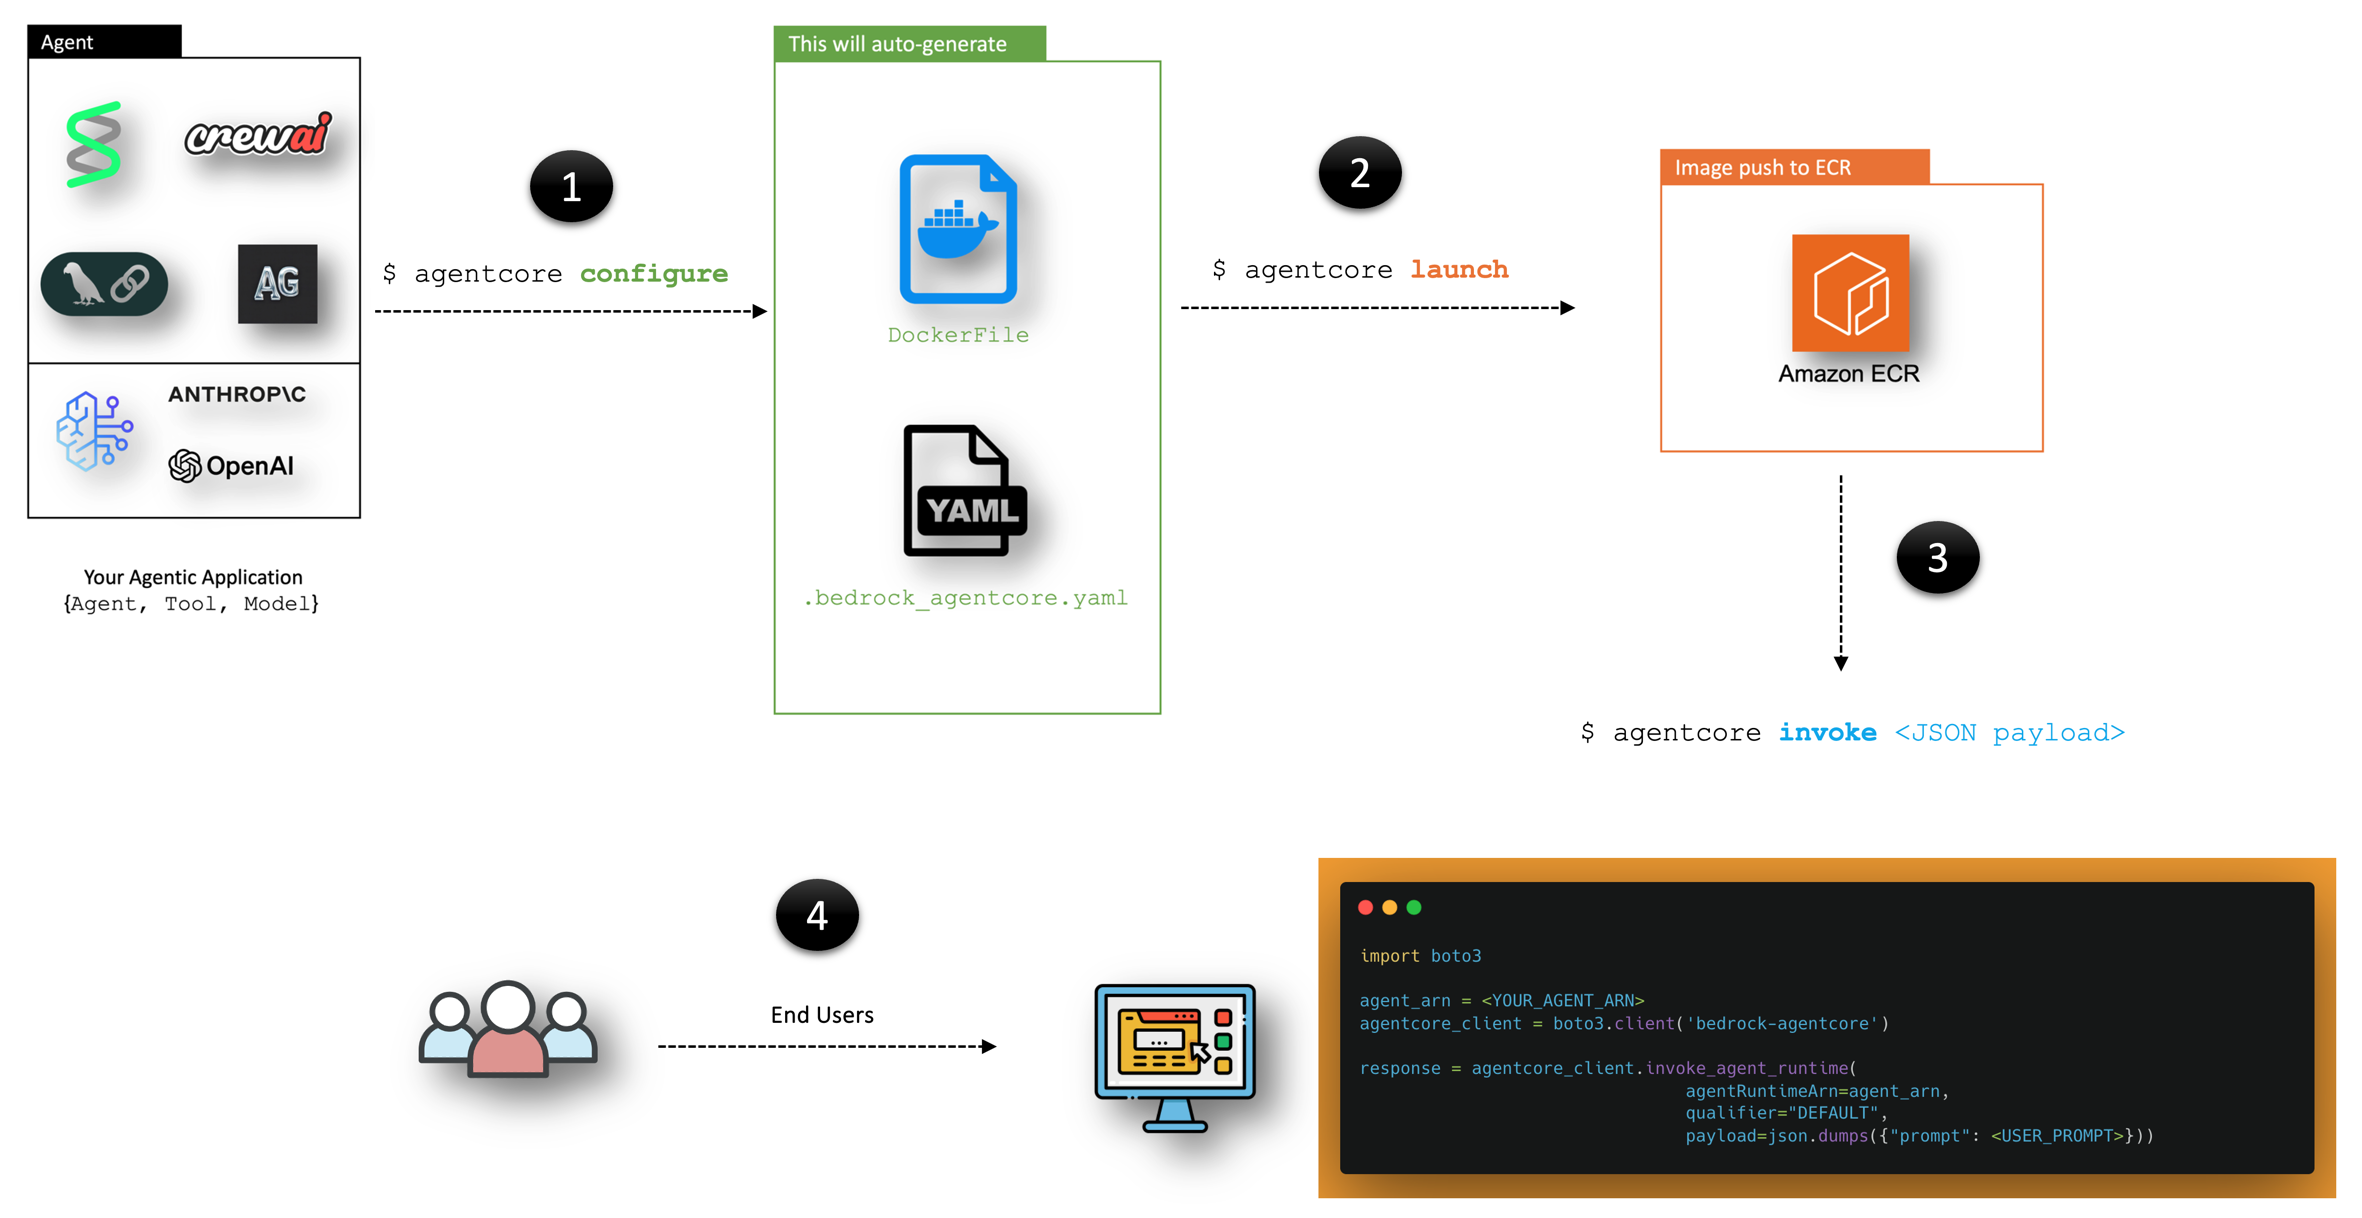 Agent
crewai
AG
ANTHROP\C
OpenAI
Your Agentic Application
{Agent, Tool, Model}
1
$ agentcore configure
This will auto-generate
DockerFile
YAML
.bedrock_agentcore.yaml
2
$ agentcore launch
Image push to ECR
Amazon ECR
3
$ agentcore invoke <JSON payload>
4
End Users
import boto3
agent_arn = <YOUR_AGENT_ARN>
agentcore_client = boto3.client('bedrock-agentcore')
response = agentcore_client.invoke_agent_runtime(
agentRuntimeArn=agent_arn,
qualifier="DEFAULT",
payload=json.dumps({"prompt": <USER_PROMPT>}))